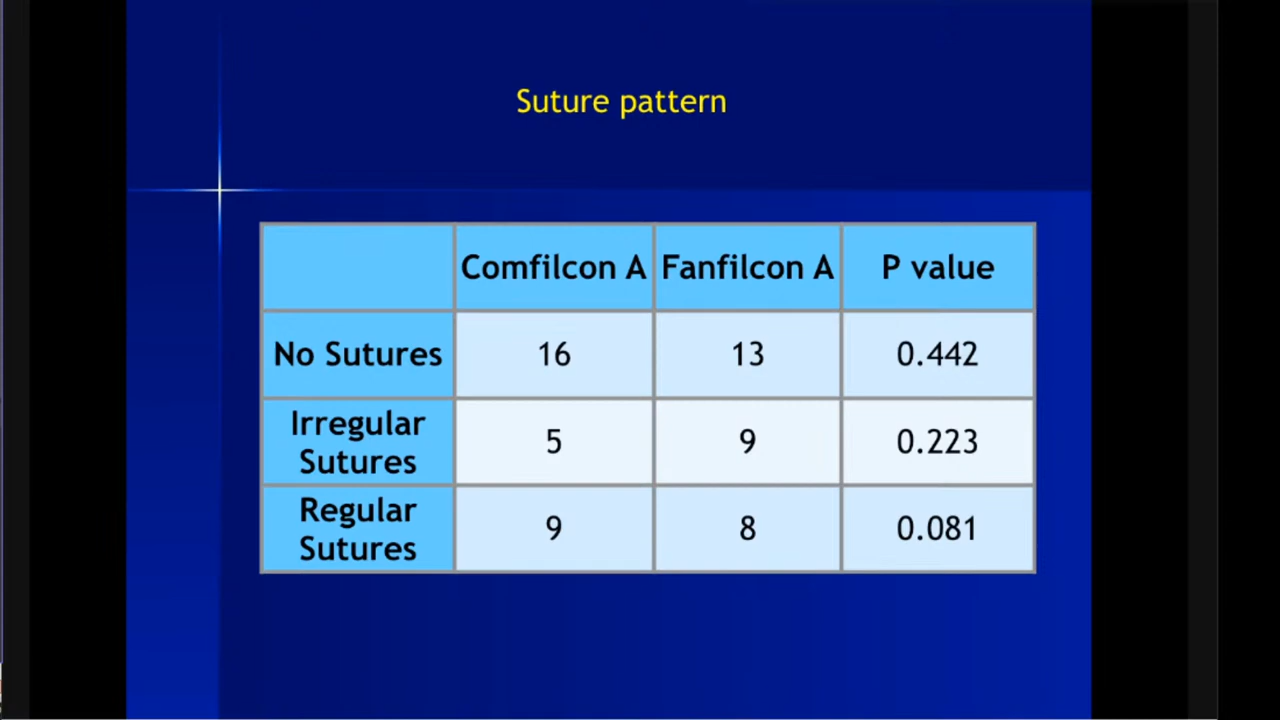 Suture pattern
Comfilcon A Fanfilcon A P value
No Sutures 16 13 0.442
Irregular
Sutures 5 9 0.223
Regular
Sutures 9 8 0.081